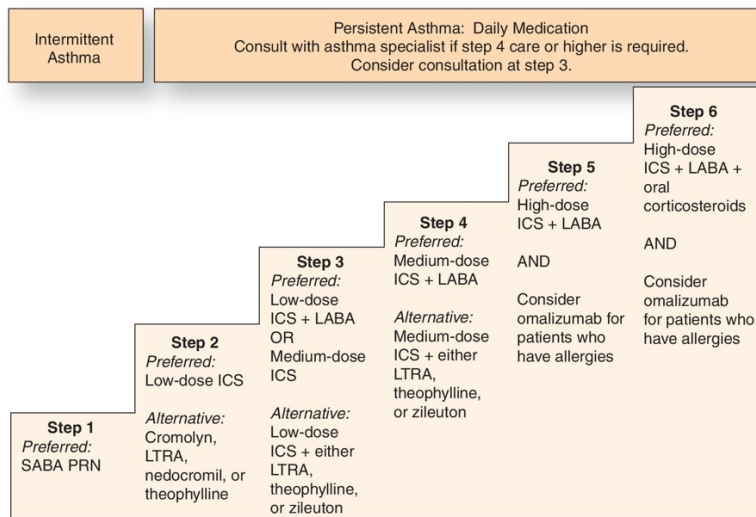 Intermittent
Asthma
Persistent Asthma: Daily Medication
Consult with asthma specialist if step 4 care or higher is required.
Consider consultation at step 3.
Step 1
Preferred:
SABA PRN
Step 2
Preferred:
Low-dose ICS
Alternative:
Cromolyn,
LTRA,
nedocromil, or
theophylline
Step 3
Preferred:
Low-dose
ICS + LABA
OR
Medium-dose
ICS
Alternative:
Low-dose
ICS + either
LTRA,
theophylline,
or zileuton
Step 4
Preferred:
Medium-dose
ICS + LABA
Alternative:
Medium-dose
ICS + either
LTRA,
theophylline,
or zileuton
Step 5
Preferred:
High-dose
ICS + LABA
AND
Consider
omalizumab for
patients who
have allergies
Step 6
Preferred:
High-dose
ICS + LABA +
oral
corticosteroids
AND
Consider
omalizumab
for patients who
have allergies